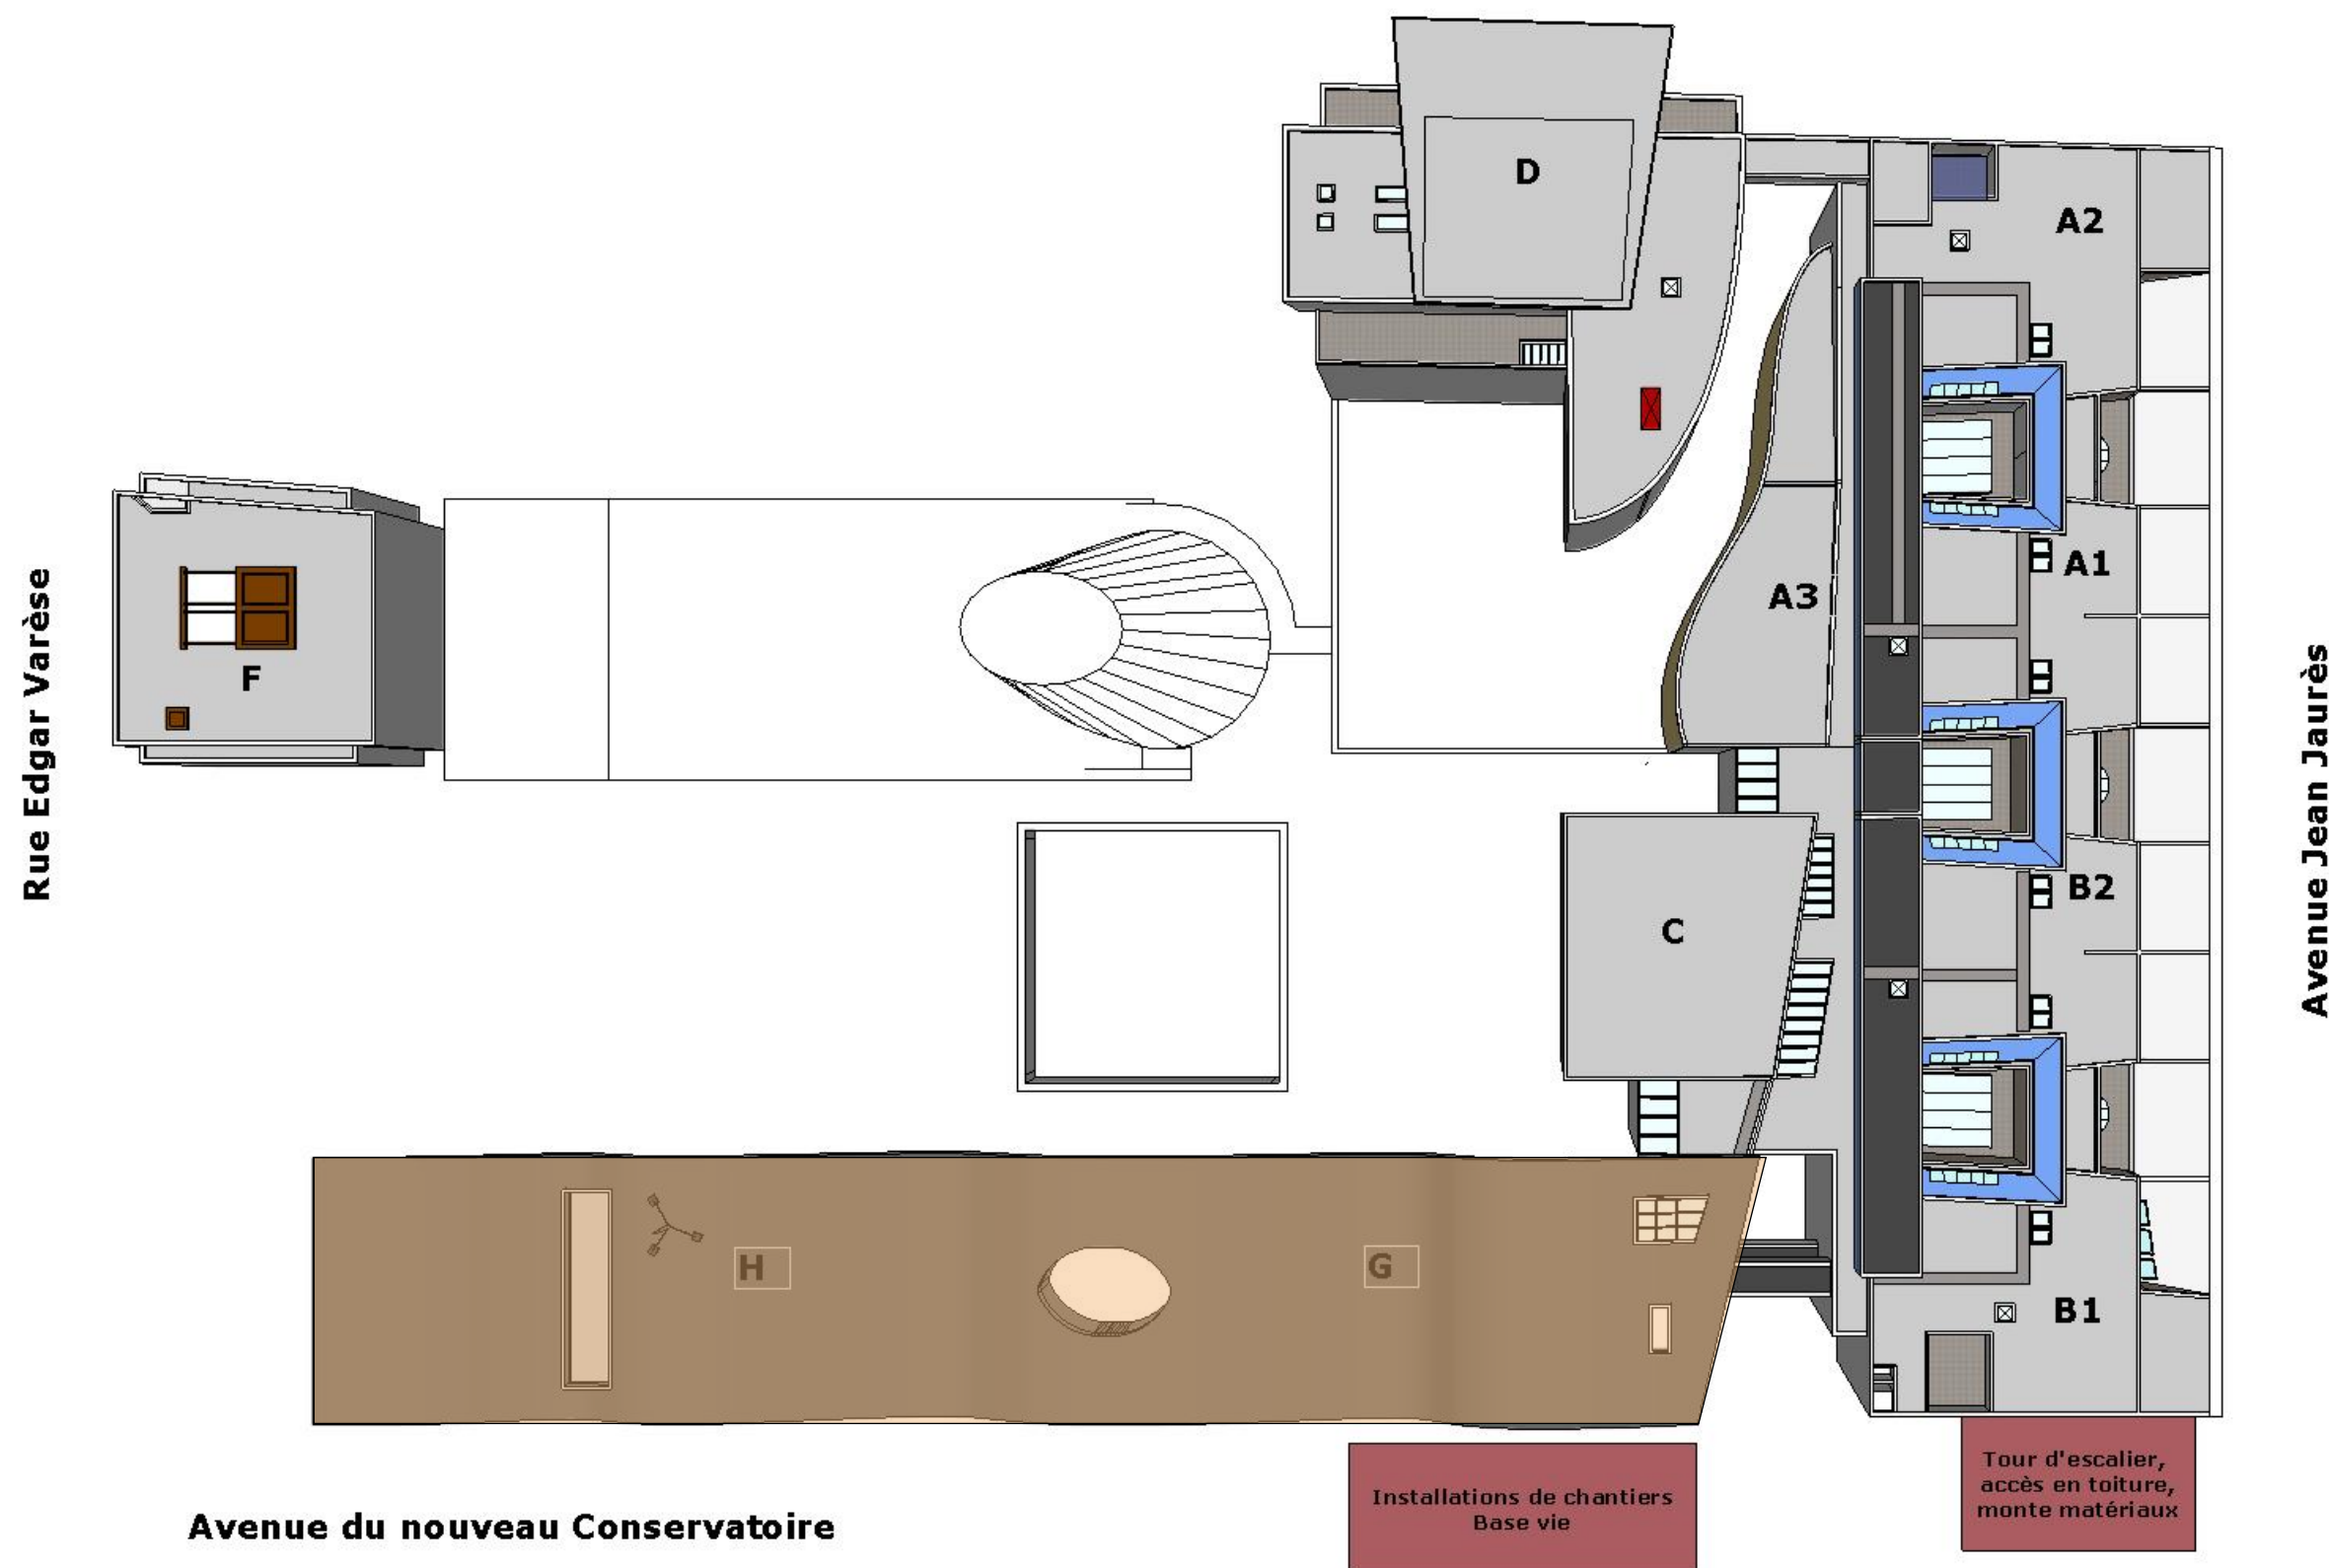 D
A2
A1
A3
F
B2
C
H
G
B1
Rue Edgar Varèse
Avenue Jean Jaurès
Tour d'escalier,
accès en toiture,
monte matériaux
Installations de chantiers
Base vie
Avenue du nouveau Conservatoire